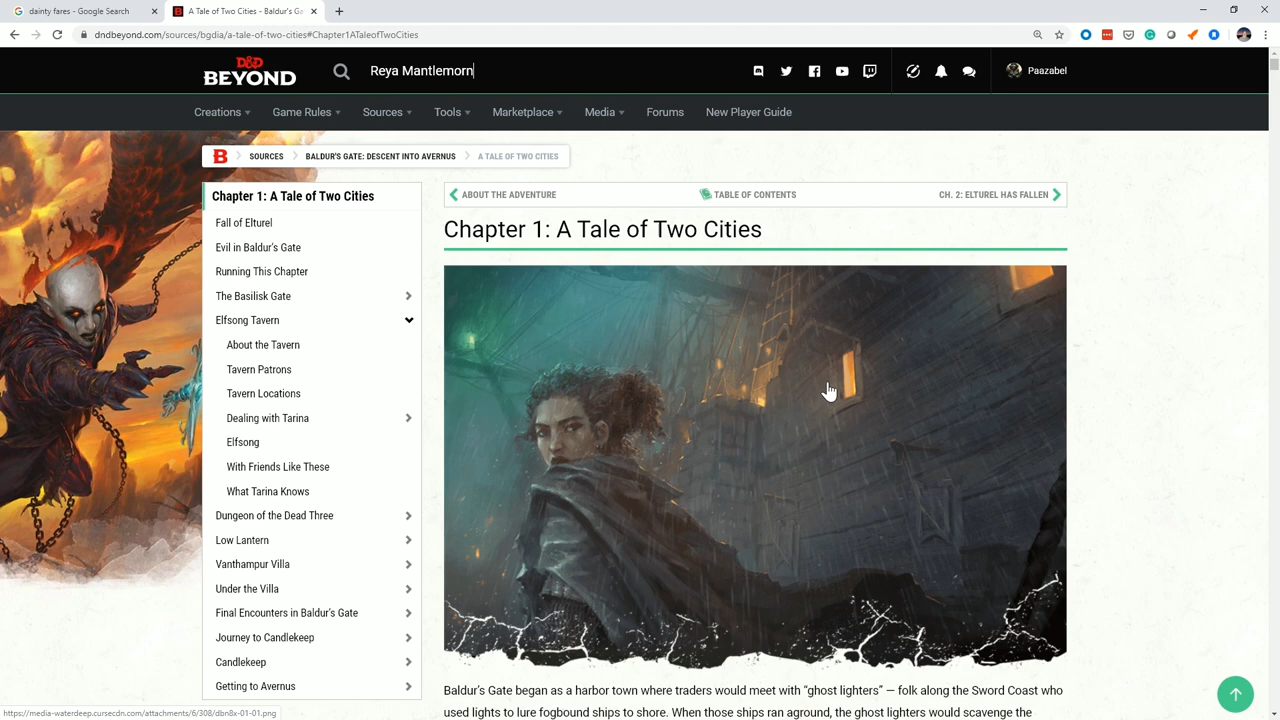 dainty fares - Google Search
A Tale of Two Cities - Baldur's Gat
dndbeyond.com/sources/bgdia/a-tale-of-two-cities#Chapter1ATaleofTwoCities
D&D
BEYOND
Reya Mantlemorn
Paazabel
Creations
Game Rules
Sources
Tools
Marketplace
Media
Forums
New Player Guide
B
SOURCES
BALDUR'S GATE: DESCENT INTO AVERNUS
A TALE OF TWO CITIES
Chapter 1: A Tale of Two Cities
Fall of Elturel
Evil in Baldur's Gate
Running This Chapter
The Basilisk Gate
Elfsong Tavern
About the Tavern
Tavern Patrons
Tavern Locations
Dealing with Tarina
Elfsong
With Friends Like These
What Tarina Knows
Dungeon of the Dead Three
Low Lantern
Vanthampur Villa
Under the Villa
Final Encounters in Baldur's Gate
Journey to Candlekeep
Candlekeep
Getting to Avernus
ABOUT THE ADVENTURE
TABLE OF CONTENTS
CH. 2: ELTUREL HAS FALLEN
Chapter 1: A Tale of Two Cities
Baldur's Gate began as a harbor town where traders would meet with “ghost lighters” — folk along the Sword Coast who
used lights to lure fogbound ships to shore. When those ships ran aground, the ghost lighters would scavenge the
https://media-waterdeep.cursecdn.com/attachments/6/308/dbn8x-01-01.png